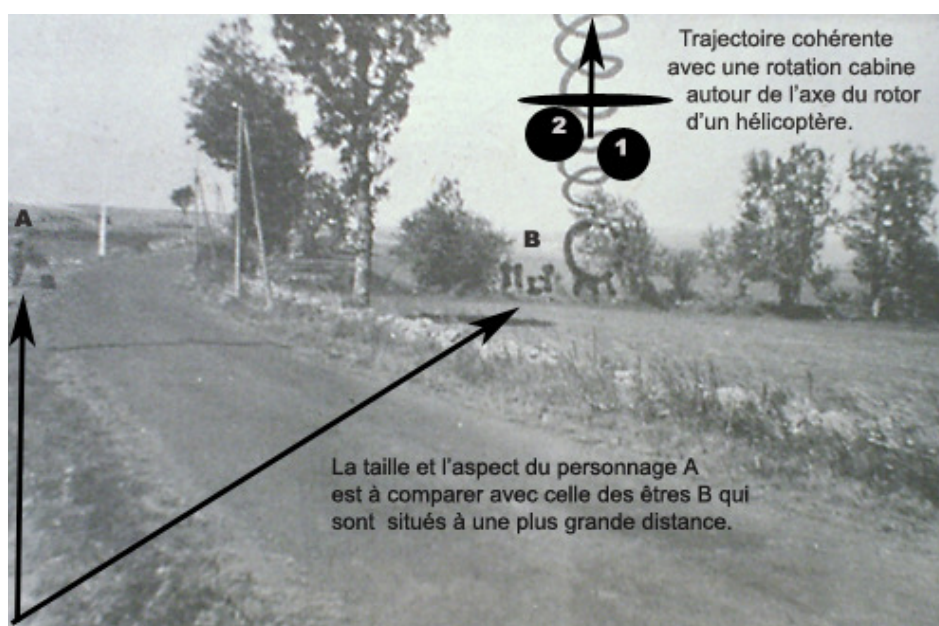 Trajectoire cohérente
avec une rotation cabine
autour de l'axe du rotor
d'un hélicoptère.
2
1
A
B
La taille et l'aspect du personnage A
est à comparer avec celle des êtres B qui
sont situés à une plus grande distance.